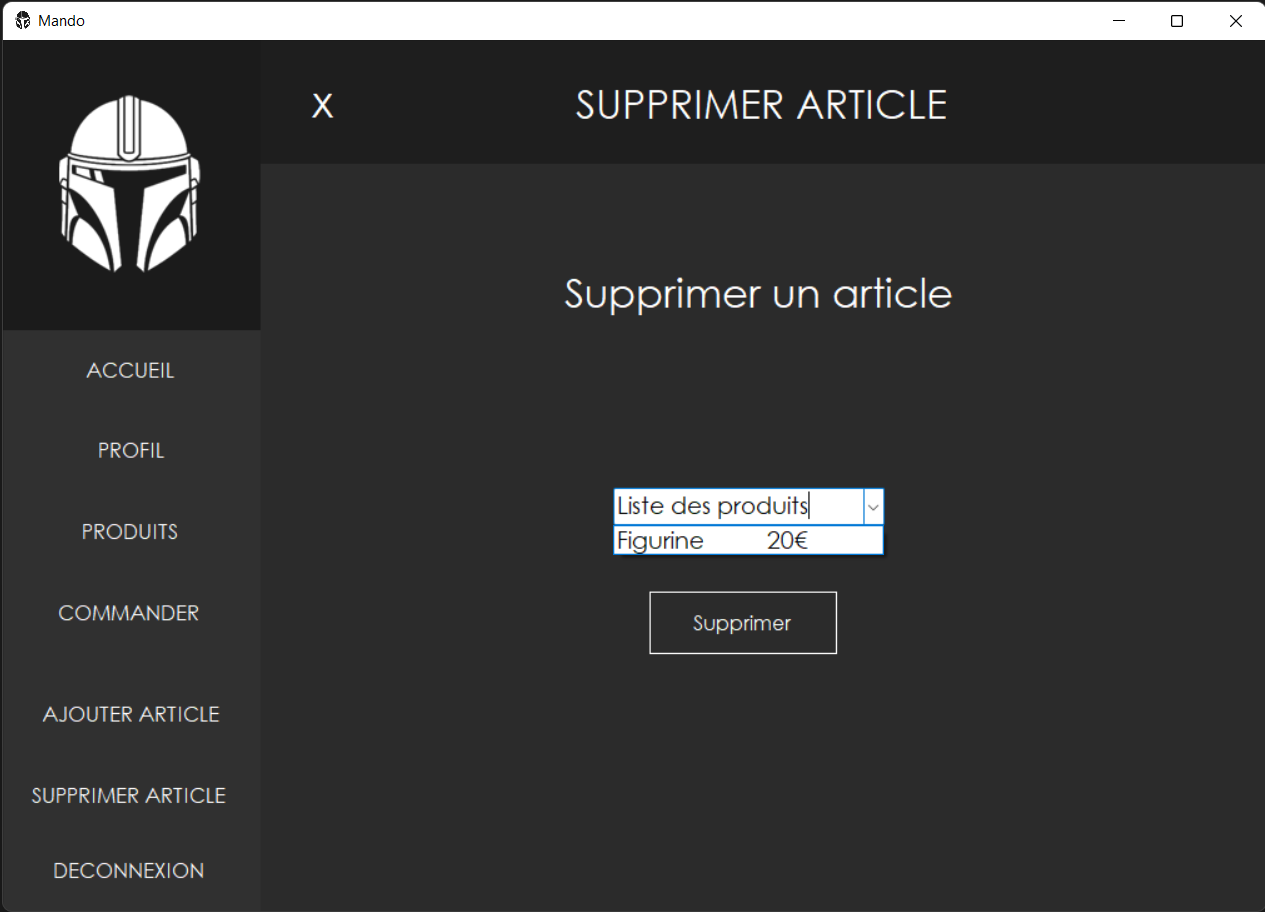 Mando
X
SUPPRIMER ARTICLE
ACCUEIL
PROFIL
PRODUITS
COMMANDER
AJOUTER ARTICLE
SUPPRIMER ARTICLE
DECONNEXION
Supprimer un article
Liste des produits
Figurine 20€
Supprimer